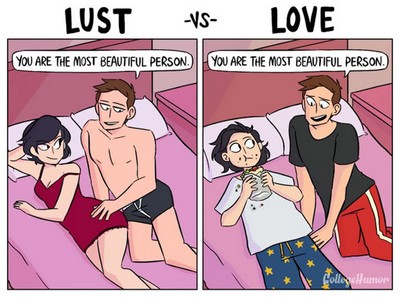 LUST -VS- LOVE
YOU ARE THE MOST BEAUTIFUL PERSON.
YOU ARE THE MOST BEAUTIFUL PERSON.
CollegeHumor